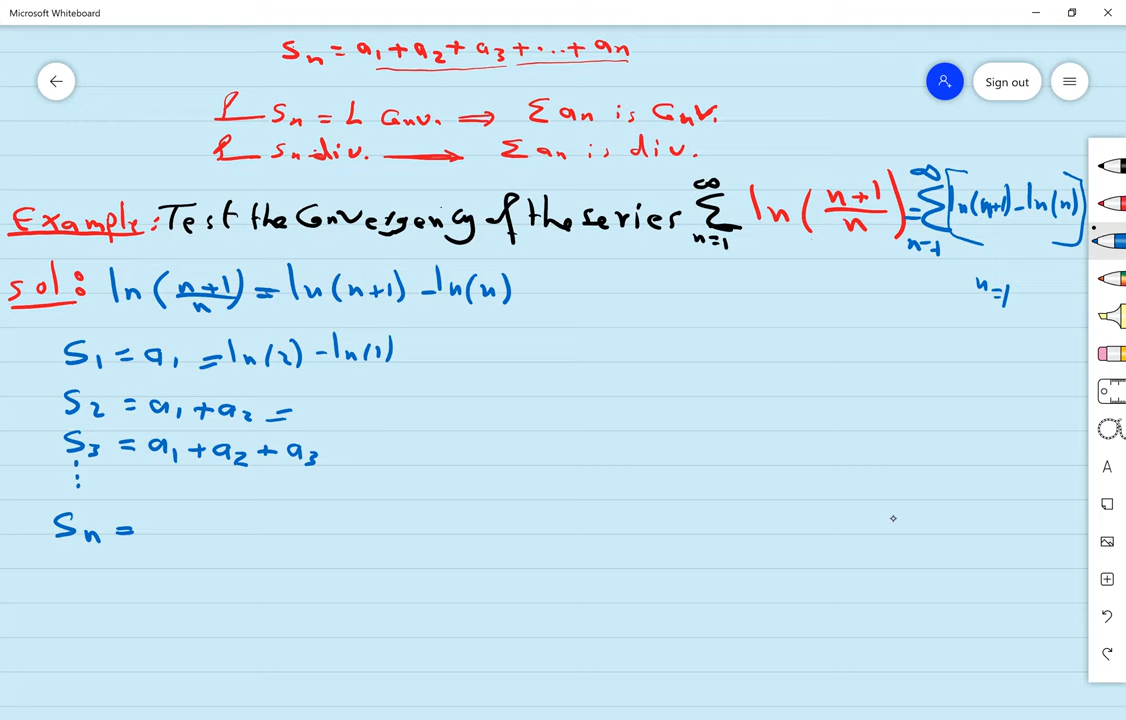 Microsoft Whiteboard
Sign out
Sn = a1 + a2 + a3 + ... + an
ℓ Sn = L Conv. ⇒ Σ an is Conv.
ℓ Sn div. → Σ an is div.
Example: Test the Convergency of the series ∞ Σ n=1 ln (n+1/n) = ∞ Σ n=1 [ln(n+1) - ln(n)]
n=1
sol: ln (n+1/n) = ln(n+1) - ln(n)
S1 = a1 = ln(2) - ln(1)
S2 = a1 + a2 =
S3 = a1 + a2 + a3
⋮
Sn =
A